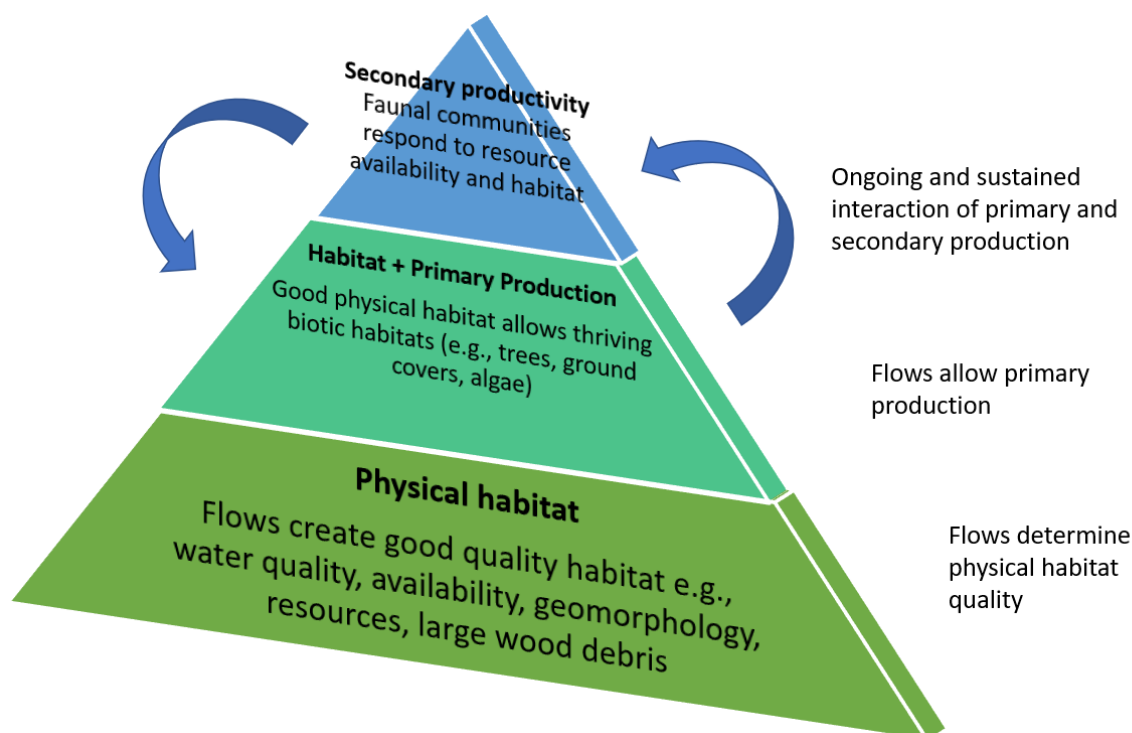 Secondary productivity
Faunal communities
respond to resource
availability and habitat
Ongoing and sustained
interaction of primary and
secondary production
Habitat + Primary Production
Good physical habitat allows thriving
biotic habitats (e.g., trees, ground
covers, algae)
Flows allow primary
production
Physical habitat
Flows create good quality habitat e.g.,
water quality, availability, geomorphology,
resources, large wood debris
Flows determine
physical habitat
quality